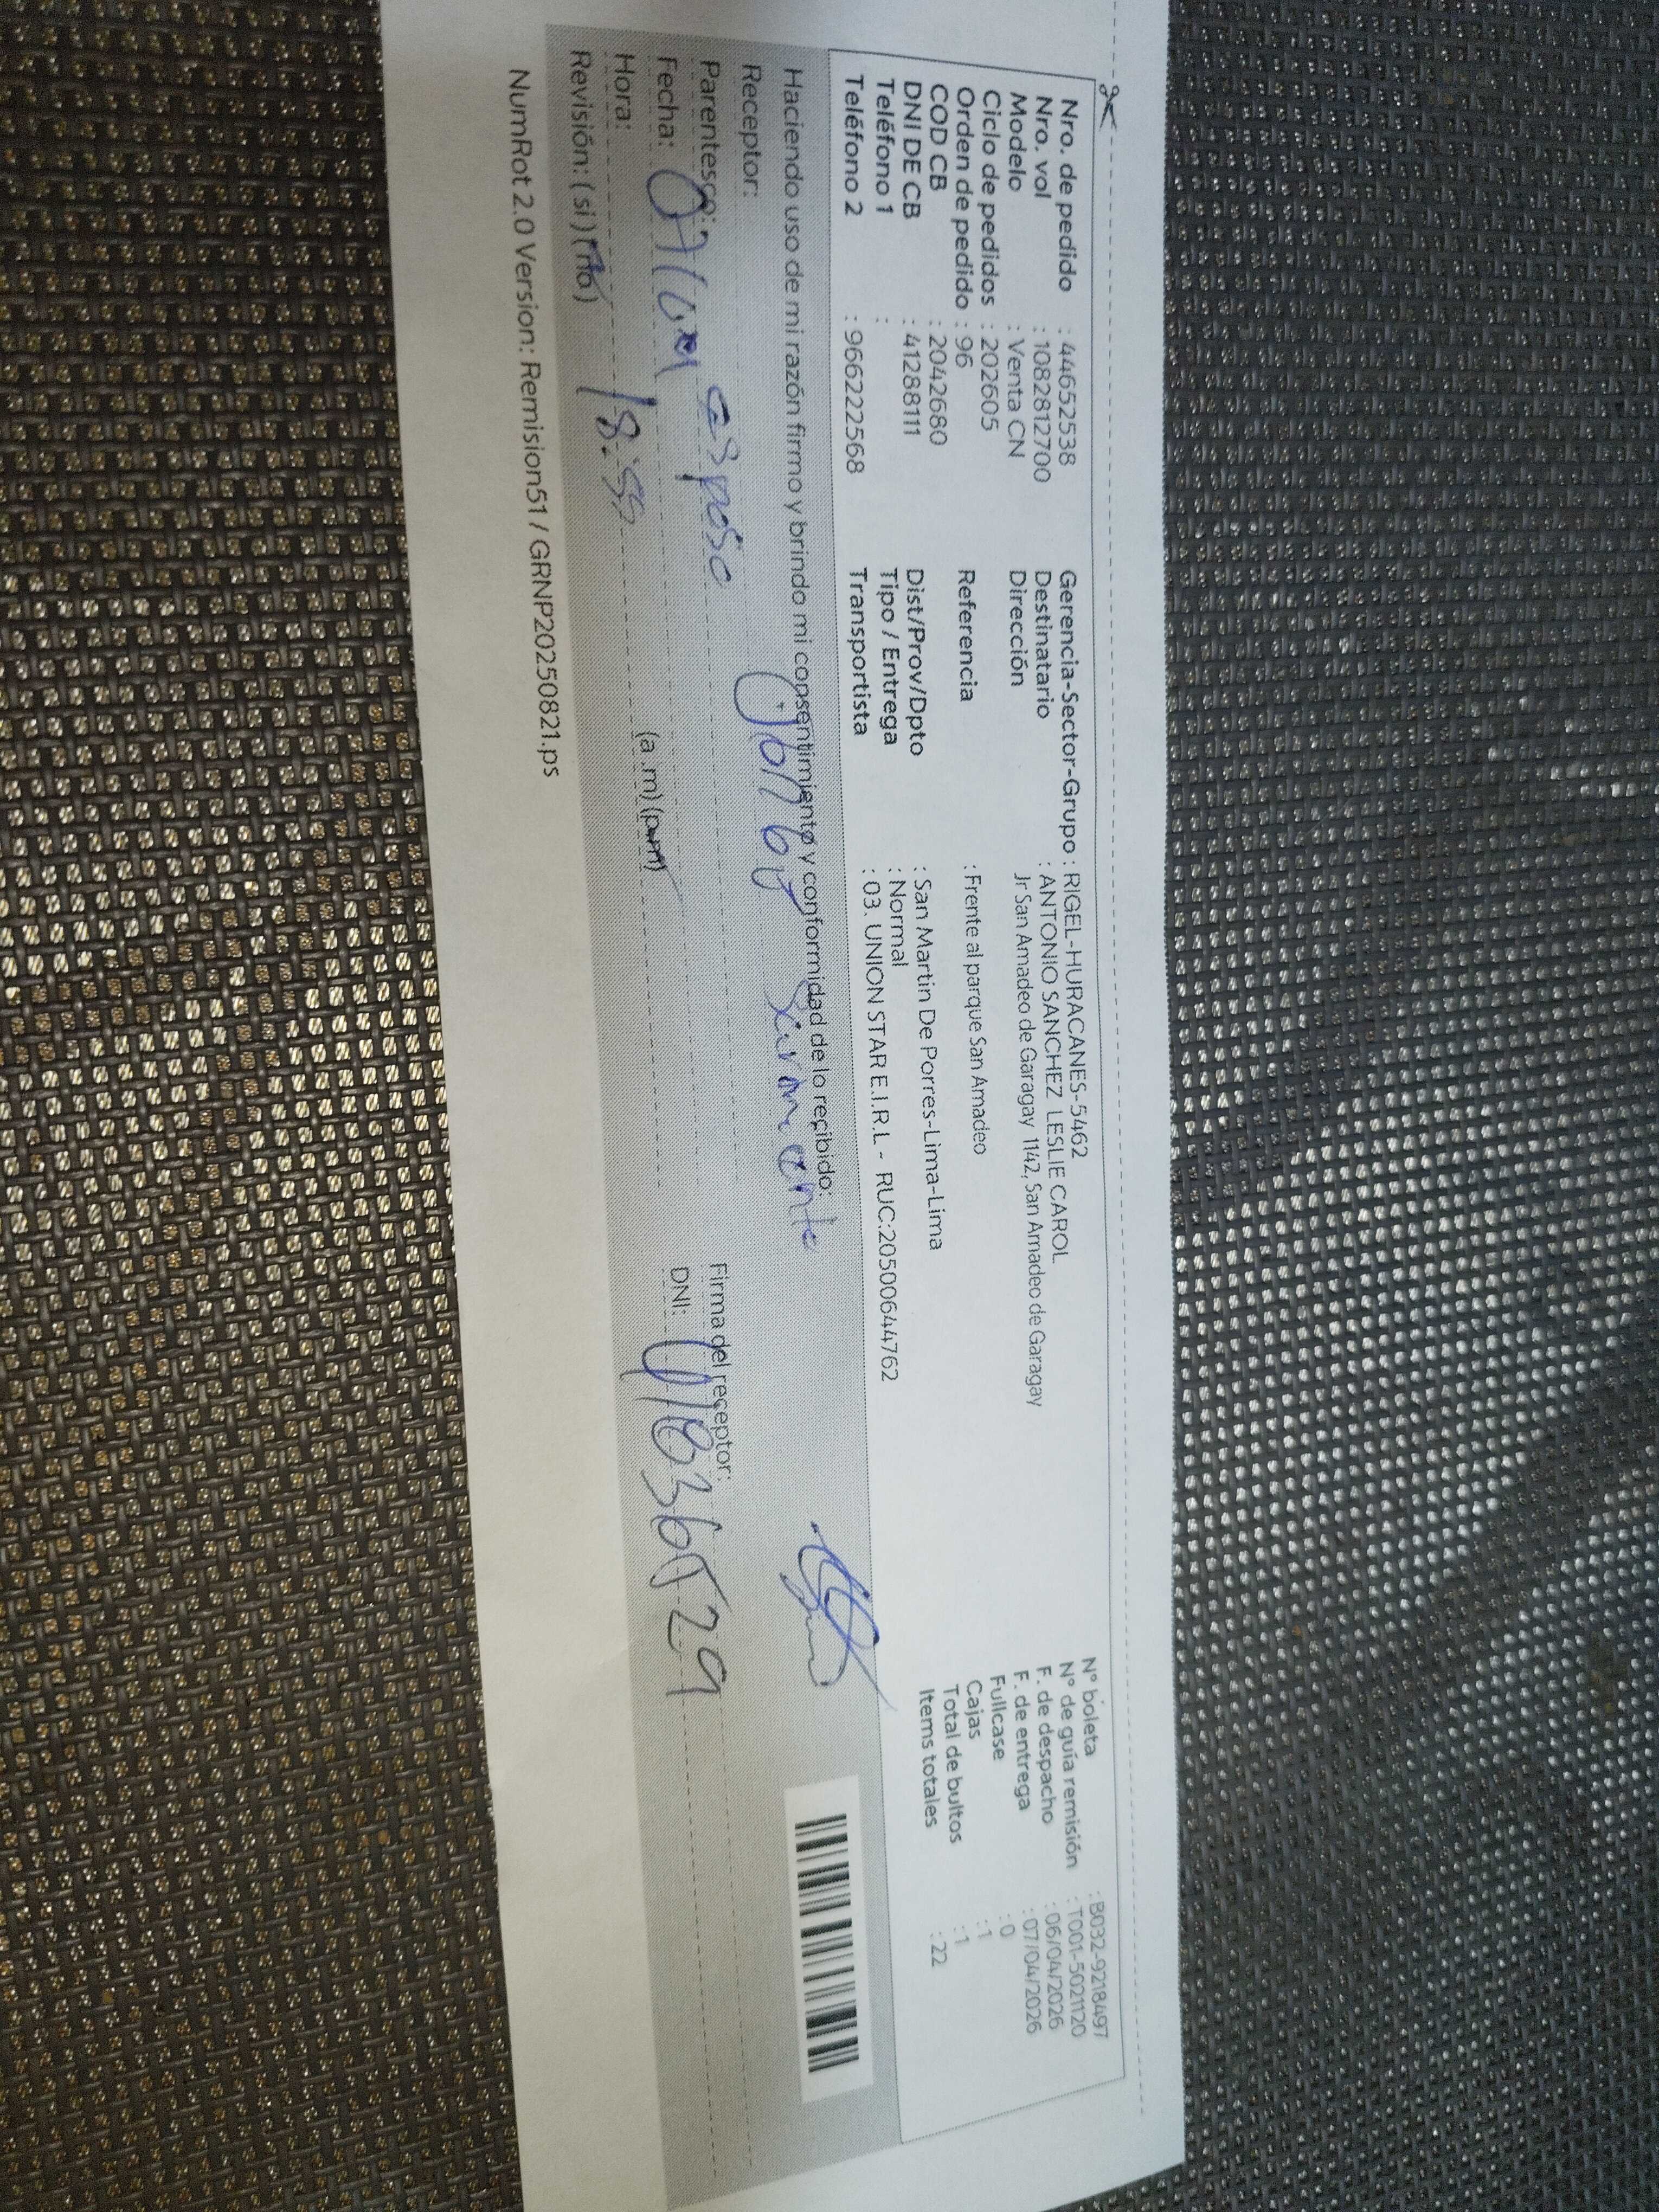 Nro. de pedido : 44652538
Nro. vol : 1082812700
Modelo : Venta CN
Ciclo de pedidos : 202605
Orden de pedido : 96
COD CB : 2042680
DNI DE CB : 41288111
Teléfono 1 :
Teléfono 2 : 966222568
Gerencia-Sector-Grupo : RIGEL-HURACANES-5462
Destinatario : ANTONIO SANCHEZ LESLIE CAROL
Dirección Jr San Amadeo de Garagay 1142, San Amadeo de Garagay
Referencia : Frente al parque San Amadeo
Dist/Prov/Dpto : San Martin De Porres-Lima-Lima
Tipo / Entrega : Normal
Transportista : 03. UNION STAR E.I.R.L - RUC:20500644762
N° boleta : B032-9218497
N° de guía remisión : T001-5021120
F. de despacho : 06/04/2026
F. de entrega : 07/04/2026
Fullcase : 0
Cajas : 1
Total de bultos : 1
Items totales : 22
Haciendo uso de mi razón firmo y brindo mi consentimiento y conformidad de lo recibido:
Receptor:
Parentesco: esposo
Fecha:
Hora: 18:55 (a.m) (p.m)
Revisión: (si) (no)
Firma del receptor:
DNI:
NumRot 2.0 Version: Remision51 / GRNP20250821.ps